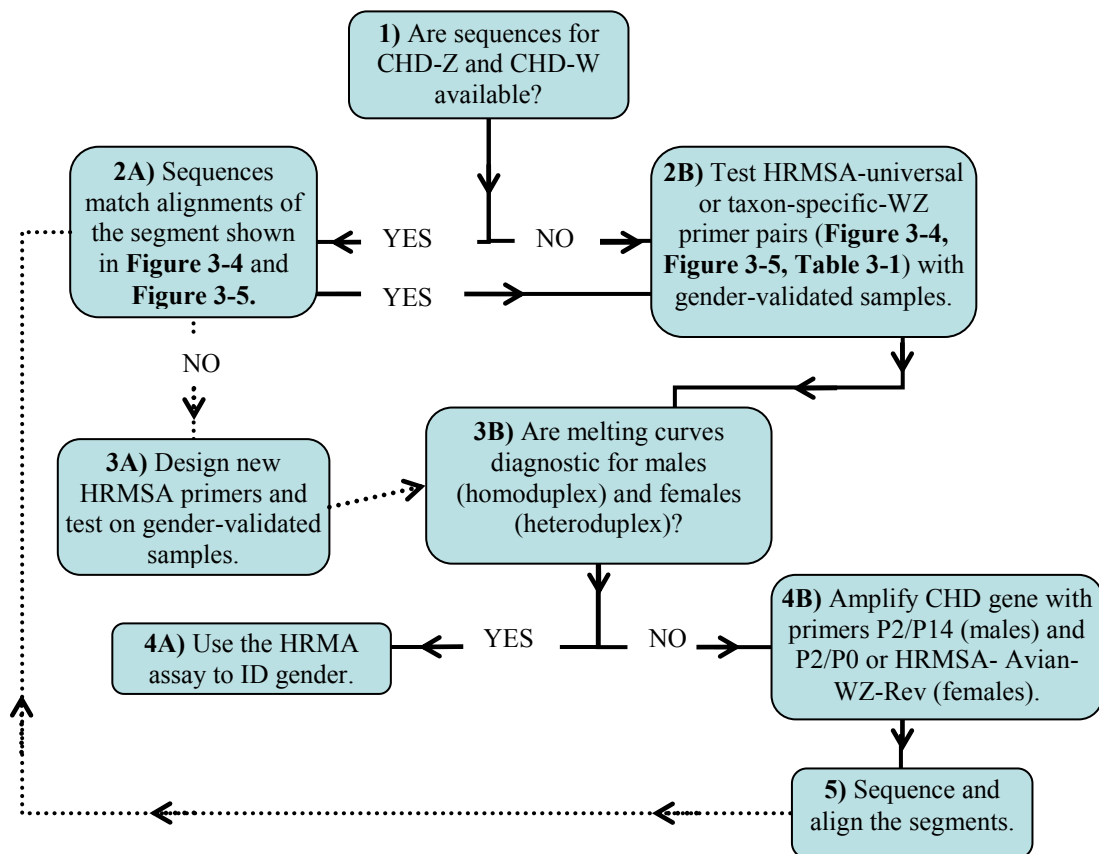 1) Are sequences for
CHD-Z and CHD-W
available?
2A) Sequences
match alignments of
the segment shown
in Figure 3-4 and
Figure 3-5.
YES
NO
2B) Test HRMSA-universal
or taxon-specific-WZ
primer pairs (Figure 3-4,
Figure 3-5, Table 3-1) with
gender-validated samples.
YES
NO
3A) Design new
HRMSA primers and
test on gender-validated
samples.
3B) Are melting curves
diagnostic for males
(homoduplex) and females
(heteroduplex)?
4A) Use the HRMA
assay to ID gender.
YES
NO
4B) Amplify CHD gene with
primers P2/P14 (males) and
P2/P0 or HRMSA- Avian-
WZ-Rev (females).
5) Sequence and
align the segments.